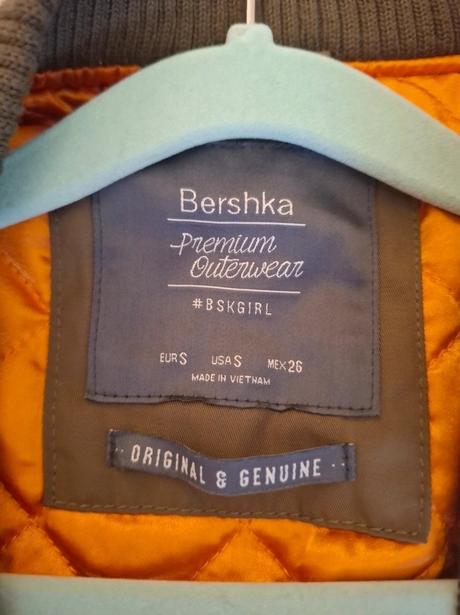 Bershka
Premium
Outerwear
#BSKGIRL
EUR S USA S MEX 26
MADE IN VIETNAM
· ORIGINAL & GENUINE ·